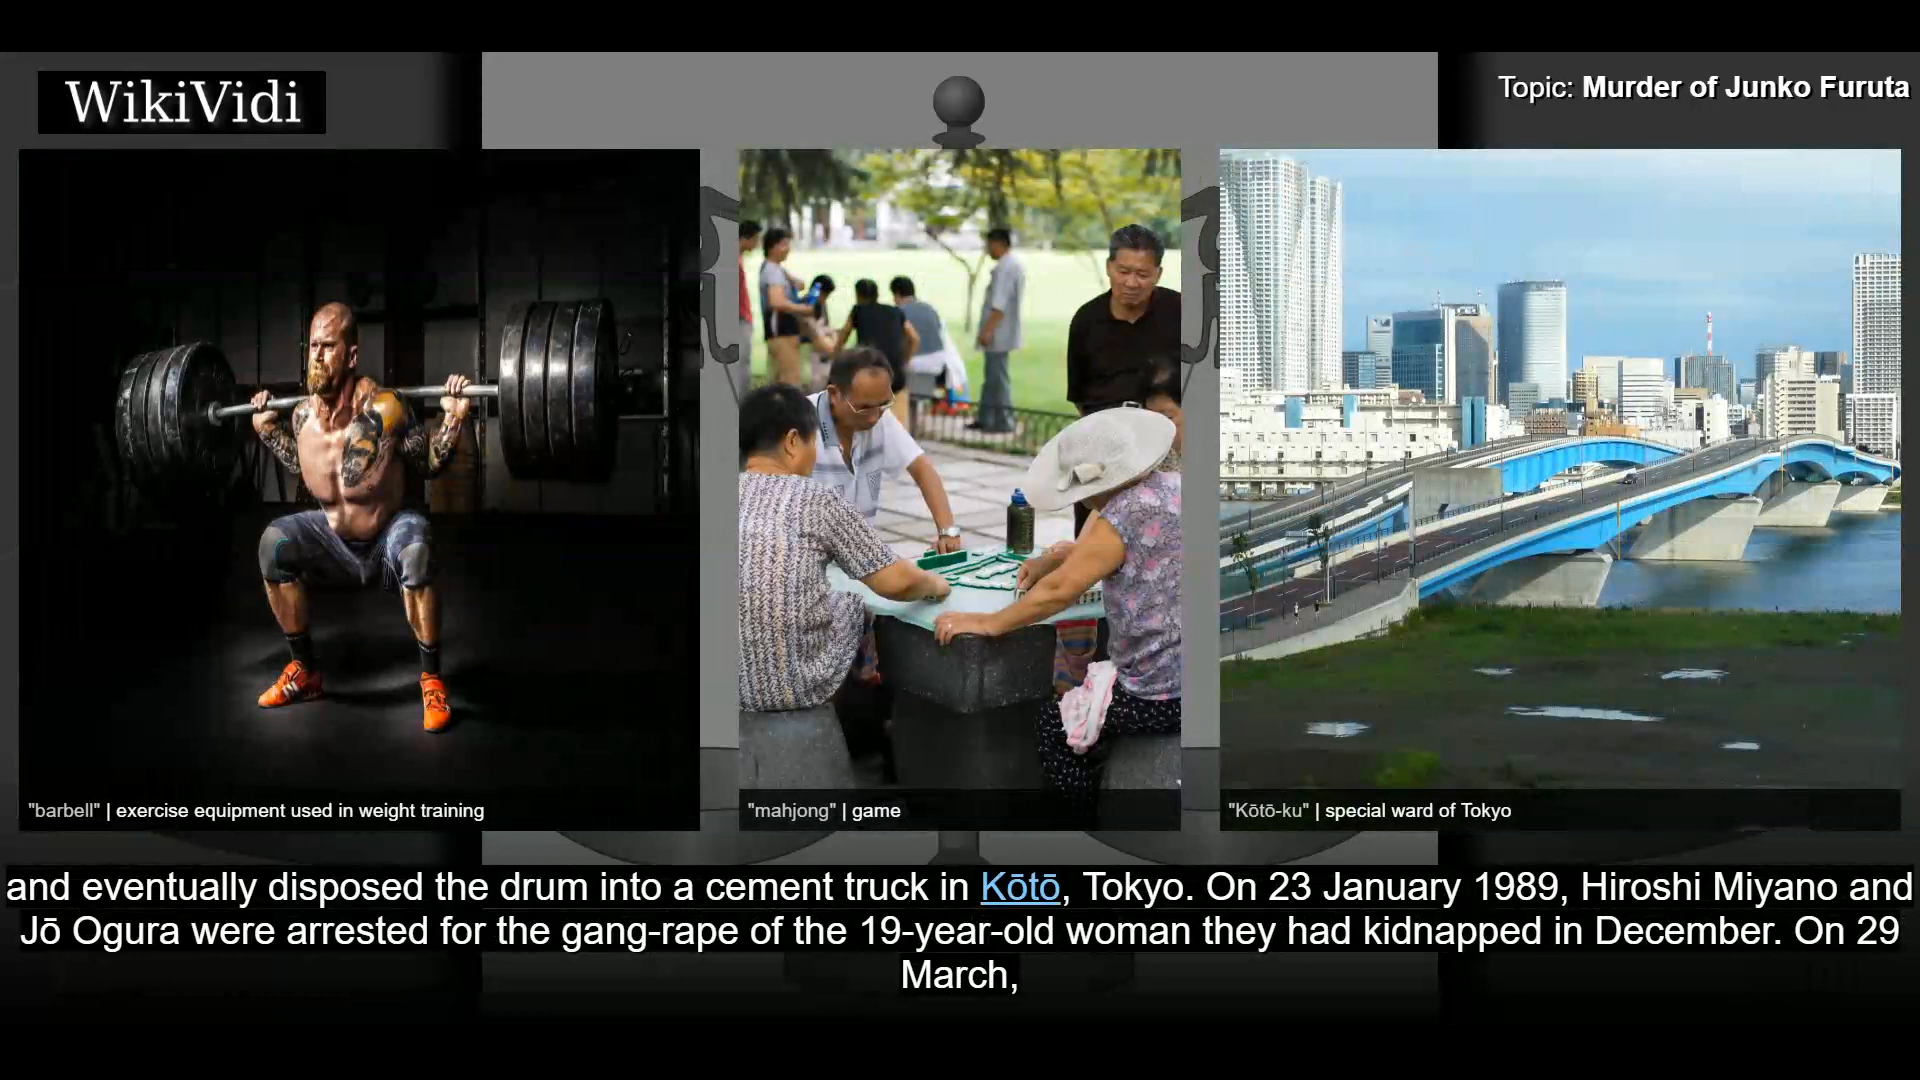 WikiVidi
Topic: Murder of Junko Furuta
"barbell" | exercise equipment used in weight training
"mahjong" | game
"Kōtō-ku" | special ward of Tokyo
and eventually disposed the drum into a cement truck in Kōtō, Tokyo. On 23 January 1989, Hiroshi Miyano and
Jō Ogura were arrested for the gang-rape of the 19-year-old woman they had kidnapped in December. On 29
March,